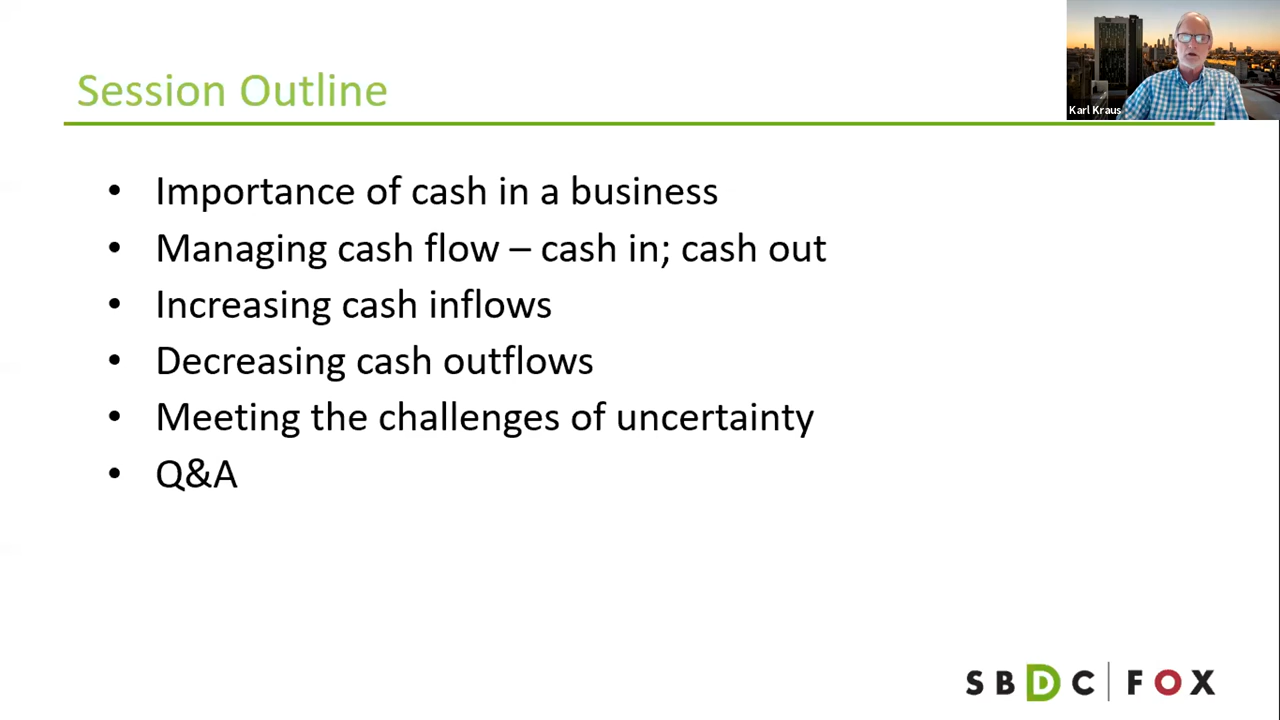 Session Outline
Karl Kraus
• Importance of cash in a business
• Managing cash flow – cash in; cash out
• Increasing cash inflows
• Decreasing cash outflows
• Meeting the challenges of uncertainty
• Q&A
SBDC | FOX